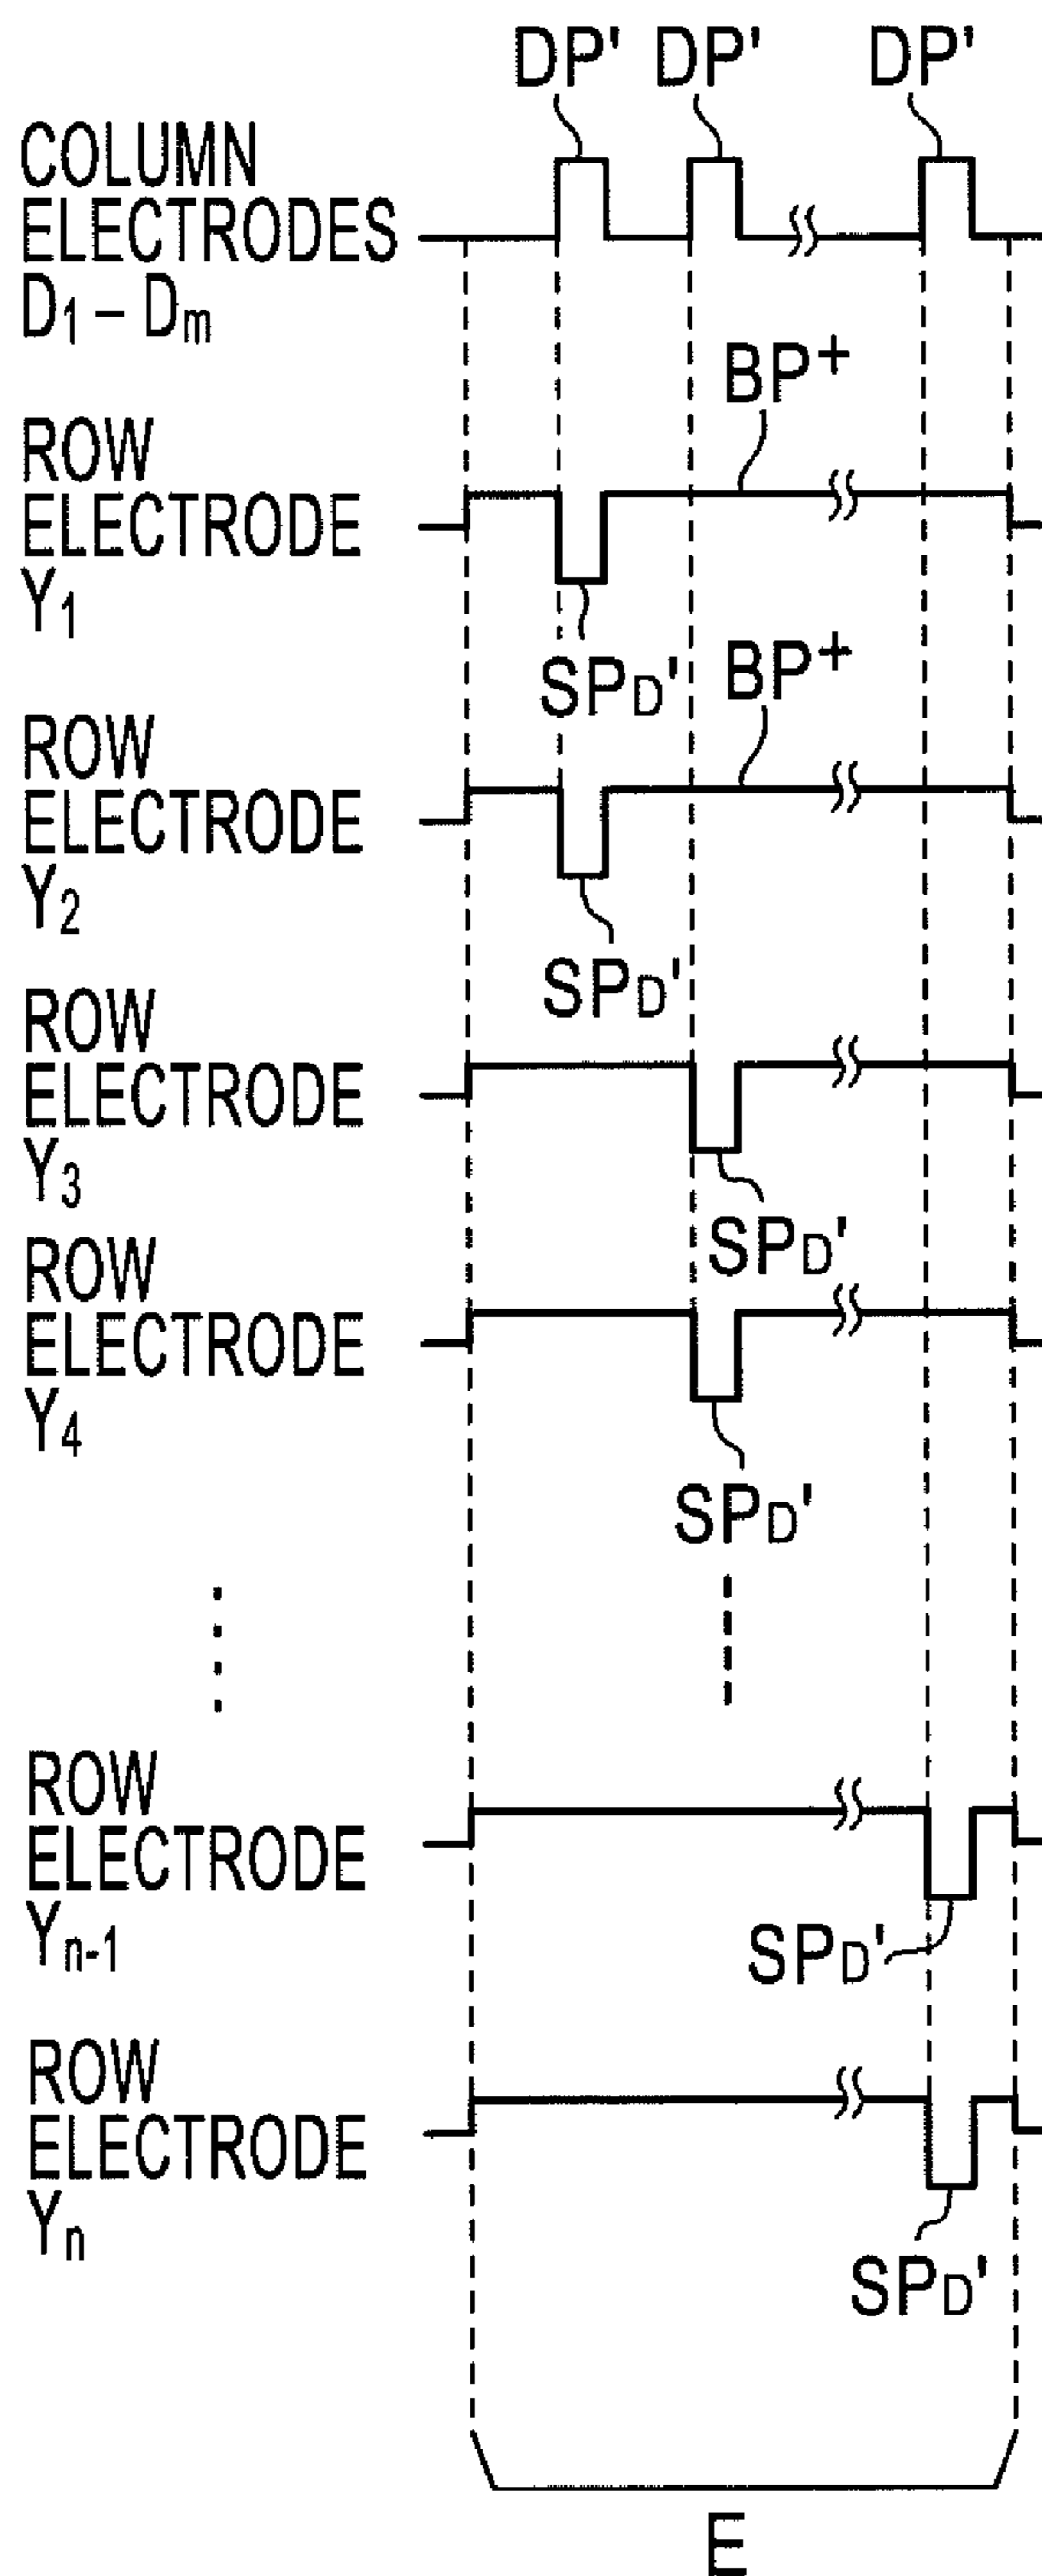 DP' DP' DP'
COLUMN
ELECTRODES
D1 – Dm
BP+
ROW
ELECTRODE
Y1
SPD'
BP+
ROW
ELECTRODE
Y2
SPD'
ROW
ELECTRODE
Y3
SPD'
ROW
ELECTRODE
Y4
SPD'
ROW
ELECTRODE
Yn-1
SPD'
ROW
ELECTRODE
Yn
SPD'
E